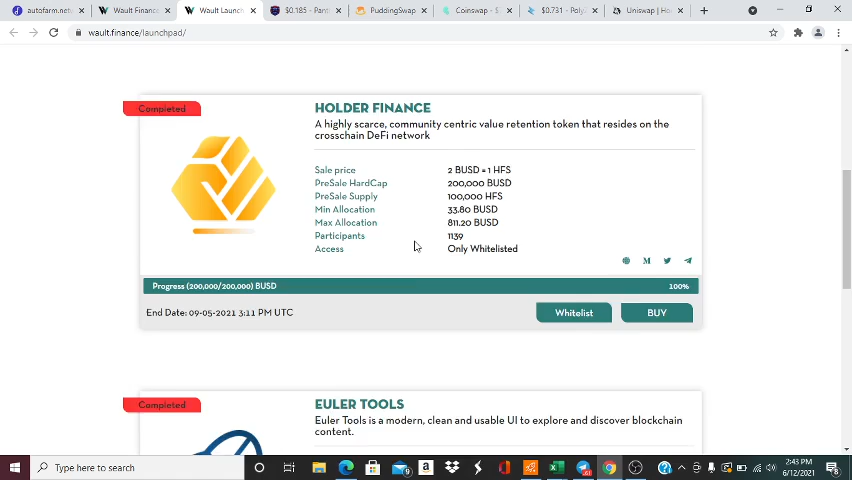 autofarm.net
Wault Finance
Wault Launch
$0.185 - Pant
PuddingSwap
Coinswap - $
$0.731 - Poly
Uniswap | Ho
wault.finance/launchpad/
Completed
HOLDER FINANCE
A highly scarce, community centric value retention token that resides on the
crosschain DeFi network
Sale price 2 BUSD = 1 HFS
PreSale HardCap 200,000 BUSD
PreSale Supply 100,000 HFS
Min Allocation 33.80 BUSD
Max Allocation 811.20 BUSD
Participants 1139
Access Only Whitelisted
Progress (200,000/200,000) BUSD 100%
End Date: 09-05-2021 3:11 PM UTC
Whitelist
BUY
Completed
EULER TOOLS
Euler Tools is a modern, clean and usable UI to explore and discover blockchain
content.
Type here to search
2:43 PM
6/12/2021